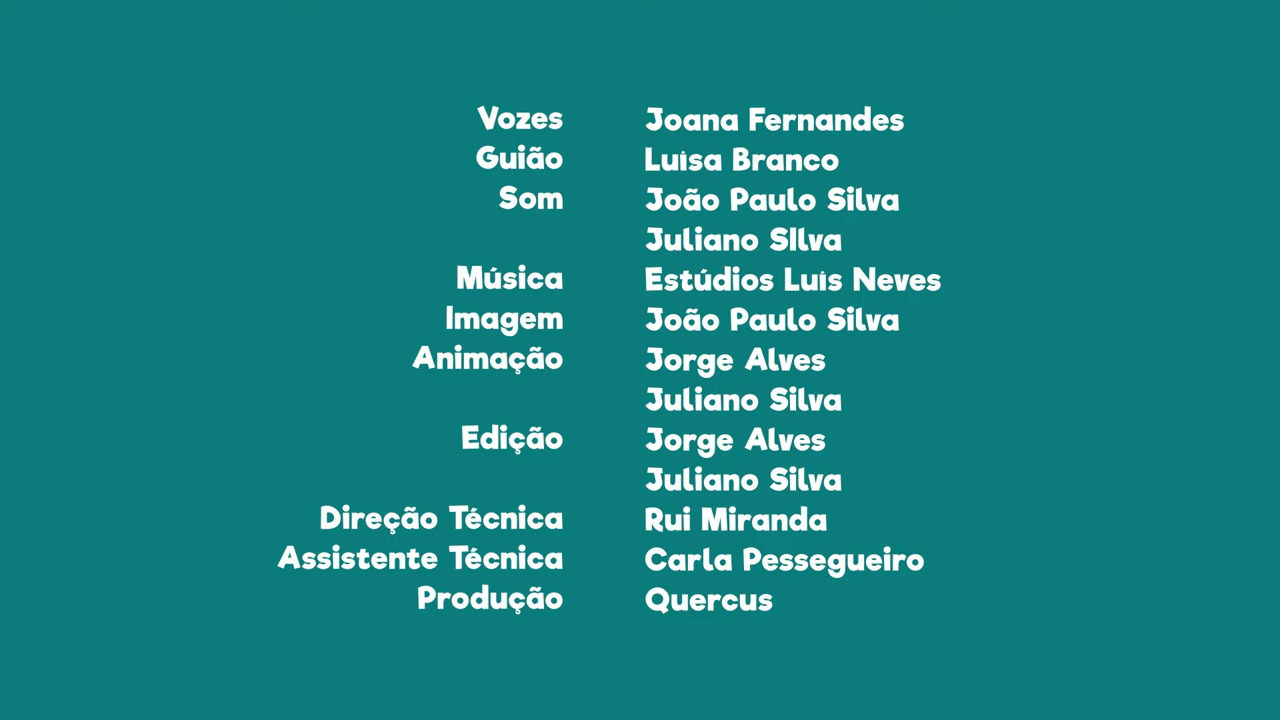 Vozes Joana Fernandes
Guião Luísa Branco
Som João Paulo Silva
Juliano SIlva
Música Estúdios Luís Neves
Imagem João Paulo Silva
Animação Jorge Alves
Juliano Silva
Edição Jorge Alves
Juliano Silva
Direção Técnica Rui Miranda
Assistente Técnica Carla Pessegueiro
Produção Quercus